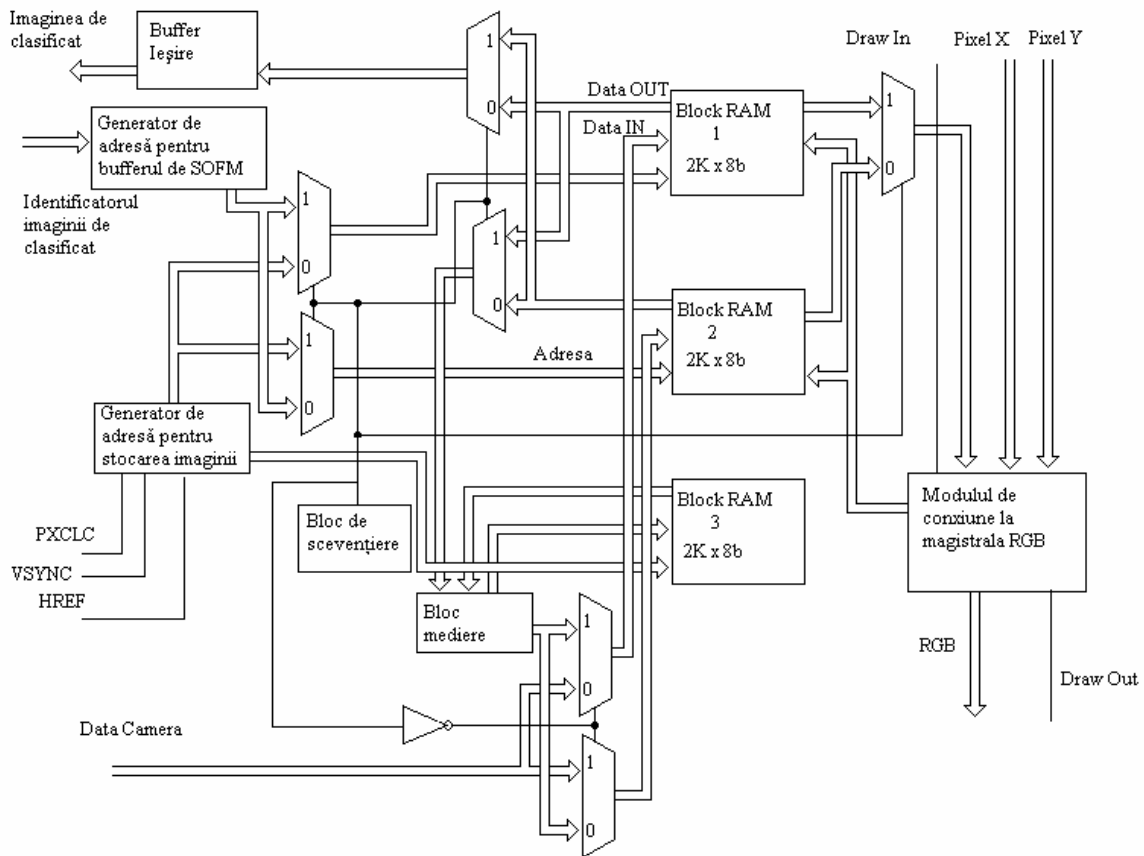 Imaginea de
clasificat
Buffer
Ieșire
1
0
Draw In
Pixel X
Pixel Y
Generator de
adresă pentru
bufferul de SOFM
Data OUT
Data IN
Block RAM
1
2K x 8b
1
0
Identificatorul
imaginii de
clasificat
1
0
1
0
Block RAM
2
2K x 8b
1
0
Adresa
Generator de
adresă pentru
stocarea imaginii
Block RAM
3
2K x 8b
Modulul de
conxiune la
magistrala RGB
Bloc de
scevențiere
PXCLC
VSYNC
HREF
Bloc
mediere
1
0
RGB
Draw Out
Data Camera
1
0